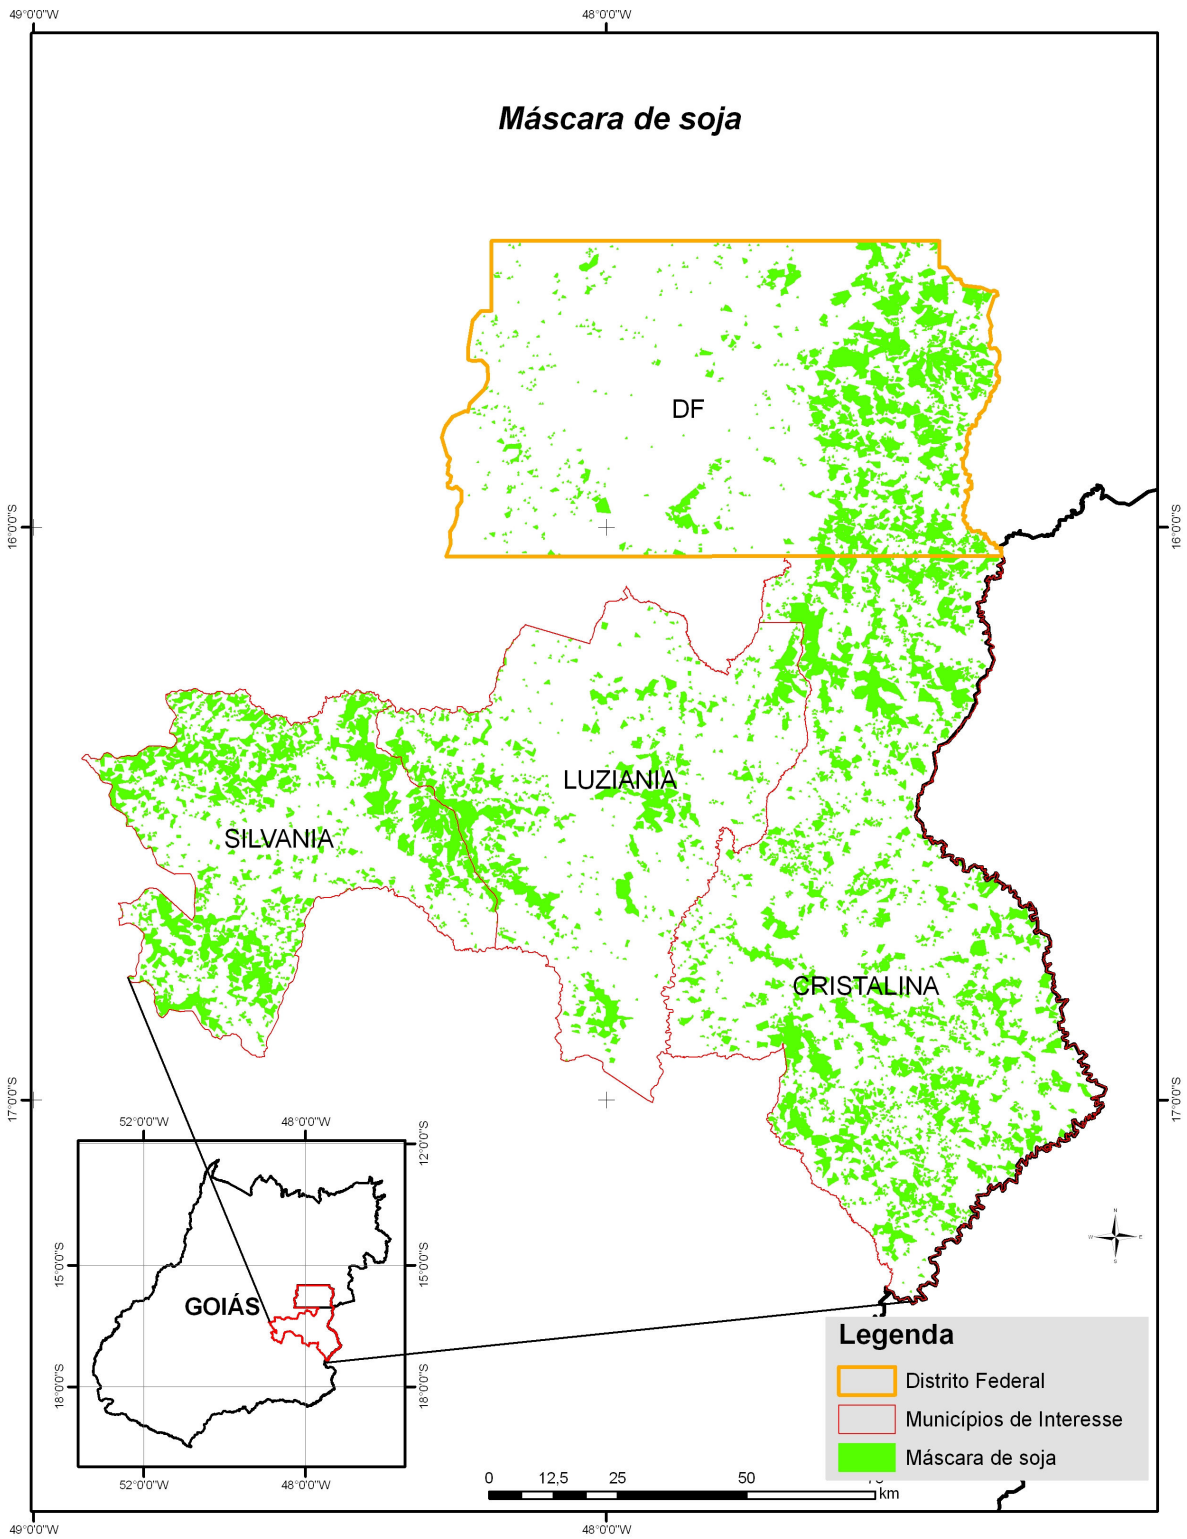 49°0'0"W
48°0'0"W
Máscara de soja
DF
16°0'0"S
16°0'0"S
LUZIANIA
SILVANIA
CRISTALINA
17°0'0"S
17°0'0"S
52°0'0"W
48°0'0"W
12°0'0"S
15°0'0"S
15°0'0"S
GOIÁS
18°0'0"S
18°0'0"S
52°0'0"W
48°0'0"W
N
W
E
S
Legenda
Distrito Federal
Municípios de Interesse
Máscara de soja
0 12,5 25 50
km
49°0'0"W
48°0'0"W